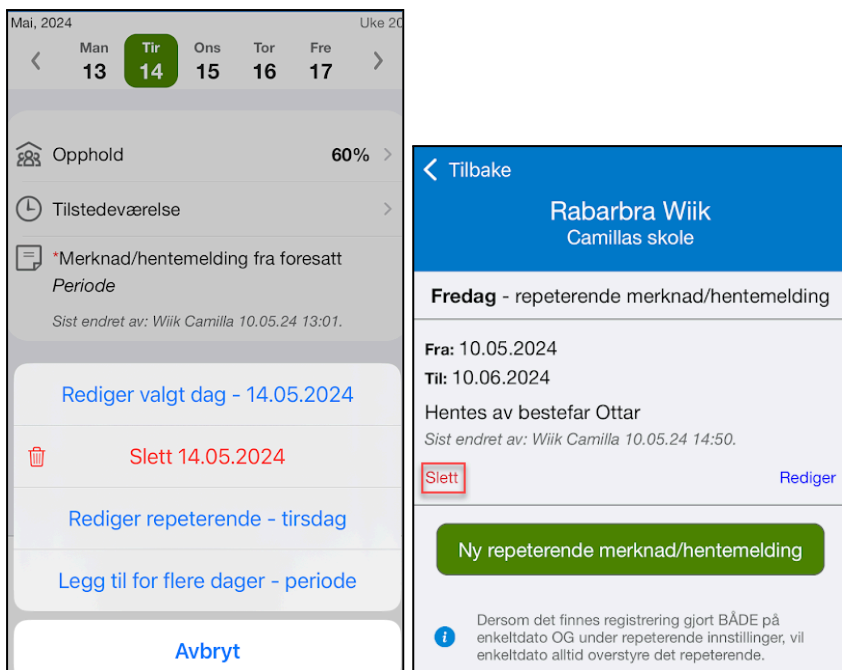 Mai, 2024
Uke 20
Man Tir Ons Tor Fre
13 14 15 16 17
Opphold 60%
Tilstedeværelse
*Merknad/hentemelding fra foresatt
Periode
Sist endret av: Wiik Camilla 10.05.24 13:01.
Rediger valgt dag - 14.05.2024
Slett 14.05.2024
Rediger repeterende - tirsdag
Legg til for flere dager - periode
Avbryt
Tilbake
Rabarbra Wiik
Camillas skole
Fredag - repeterende merknad/hentemelding
Fra: 10.05.2024
Til: 10.06.2024
Hentes av bestefar Ottar
Sist endret av: Wiik Camilla 10.05.24 14:50.
Slett Rediger
Ny repeterende merknad/hentemelding
Dersom det finnes registrering gjort BÅDE på
enkeltdato OG under repeterende innstillinger, vil
enkeltdato alltid overstyre det repeterende.